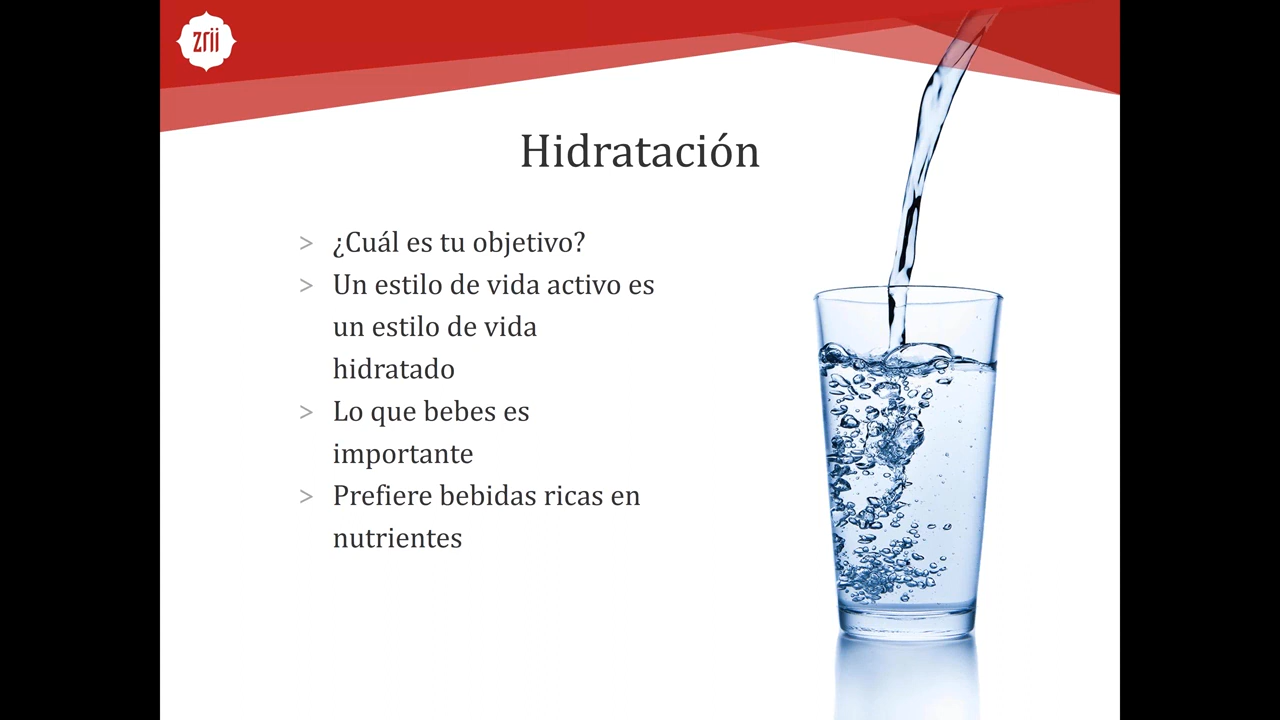 zrii
Hidratación
> ¿Cuál es tu objetivo?
> Un estilo de vida activo es
un estilo de vida
hidratado
> Lo que bebes es
importante
> Prefiere bebidas ricas en
nutrientes